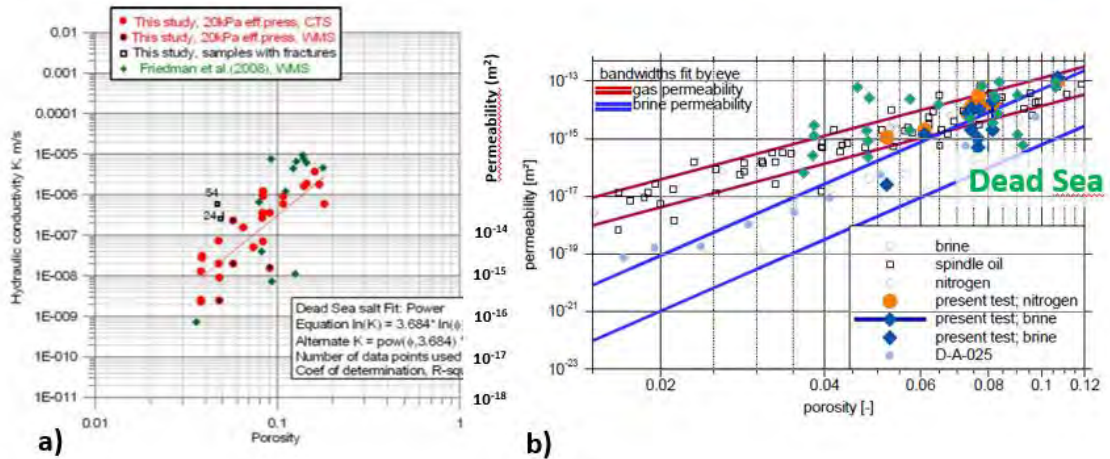 This study, 20kPa eff.press, CTS
This study, 20kPa eff.press, WMS
This study, samples with fractures
Friedman et al.(2008), WMS
0.01
0.001
0.0001
1E-005
1E-006
1E-007
1E-008
1E-009
1E-010
1E-011
Hydraulic conductivity K, m/s
54
24
Dead Sea salt Fit: Power
Equation ln(K) = 3.684* ln(ϕ
Alternate K = pow(ϕ,3.684) *
Number of data points used
Coef of determination, R-squ
0.01
0.1
1
Porosity
a)
Permeability (m²)
10⁻¹⁴
10⁻¹⁵
10⁻¹⁶
10⁻¹⁷
10⁻¹⁸
bandwidths fit by eye
gas permeability
brine permeability
10⁻¹³
10⁻¹⁵
10⁻¹⁷
10⁻¹⁹
10⁻²¹
10⁻²³
permeability [m²]
Dead Sea
brine
spindle oil
nitrogen
present test; nitrogen
present test; brine
present test; brine
D-A-025
0.02
0.04
0.06
0.08
0.1
0.12
porosity [-]
b)